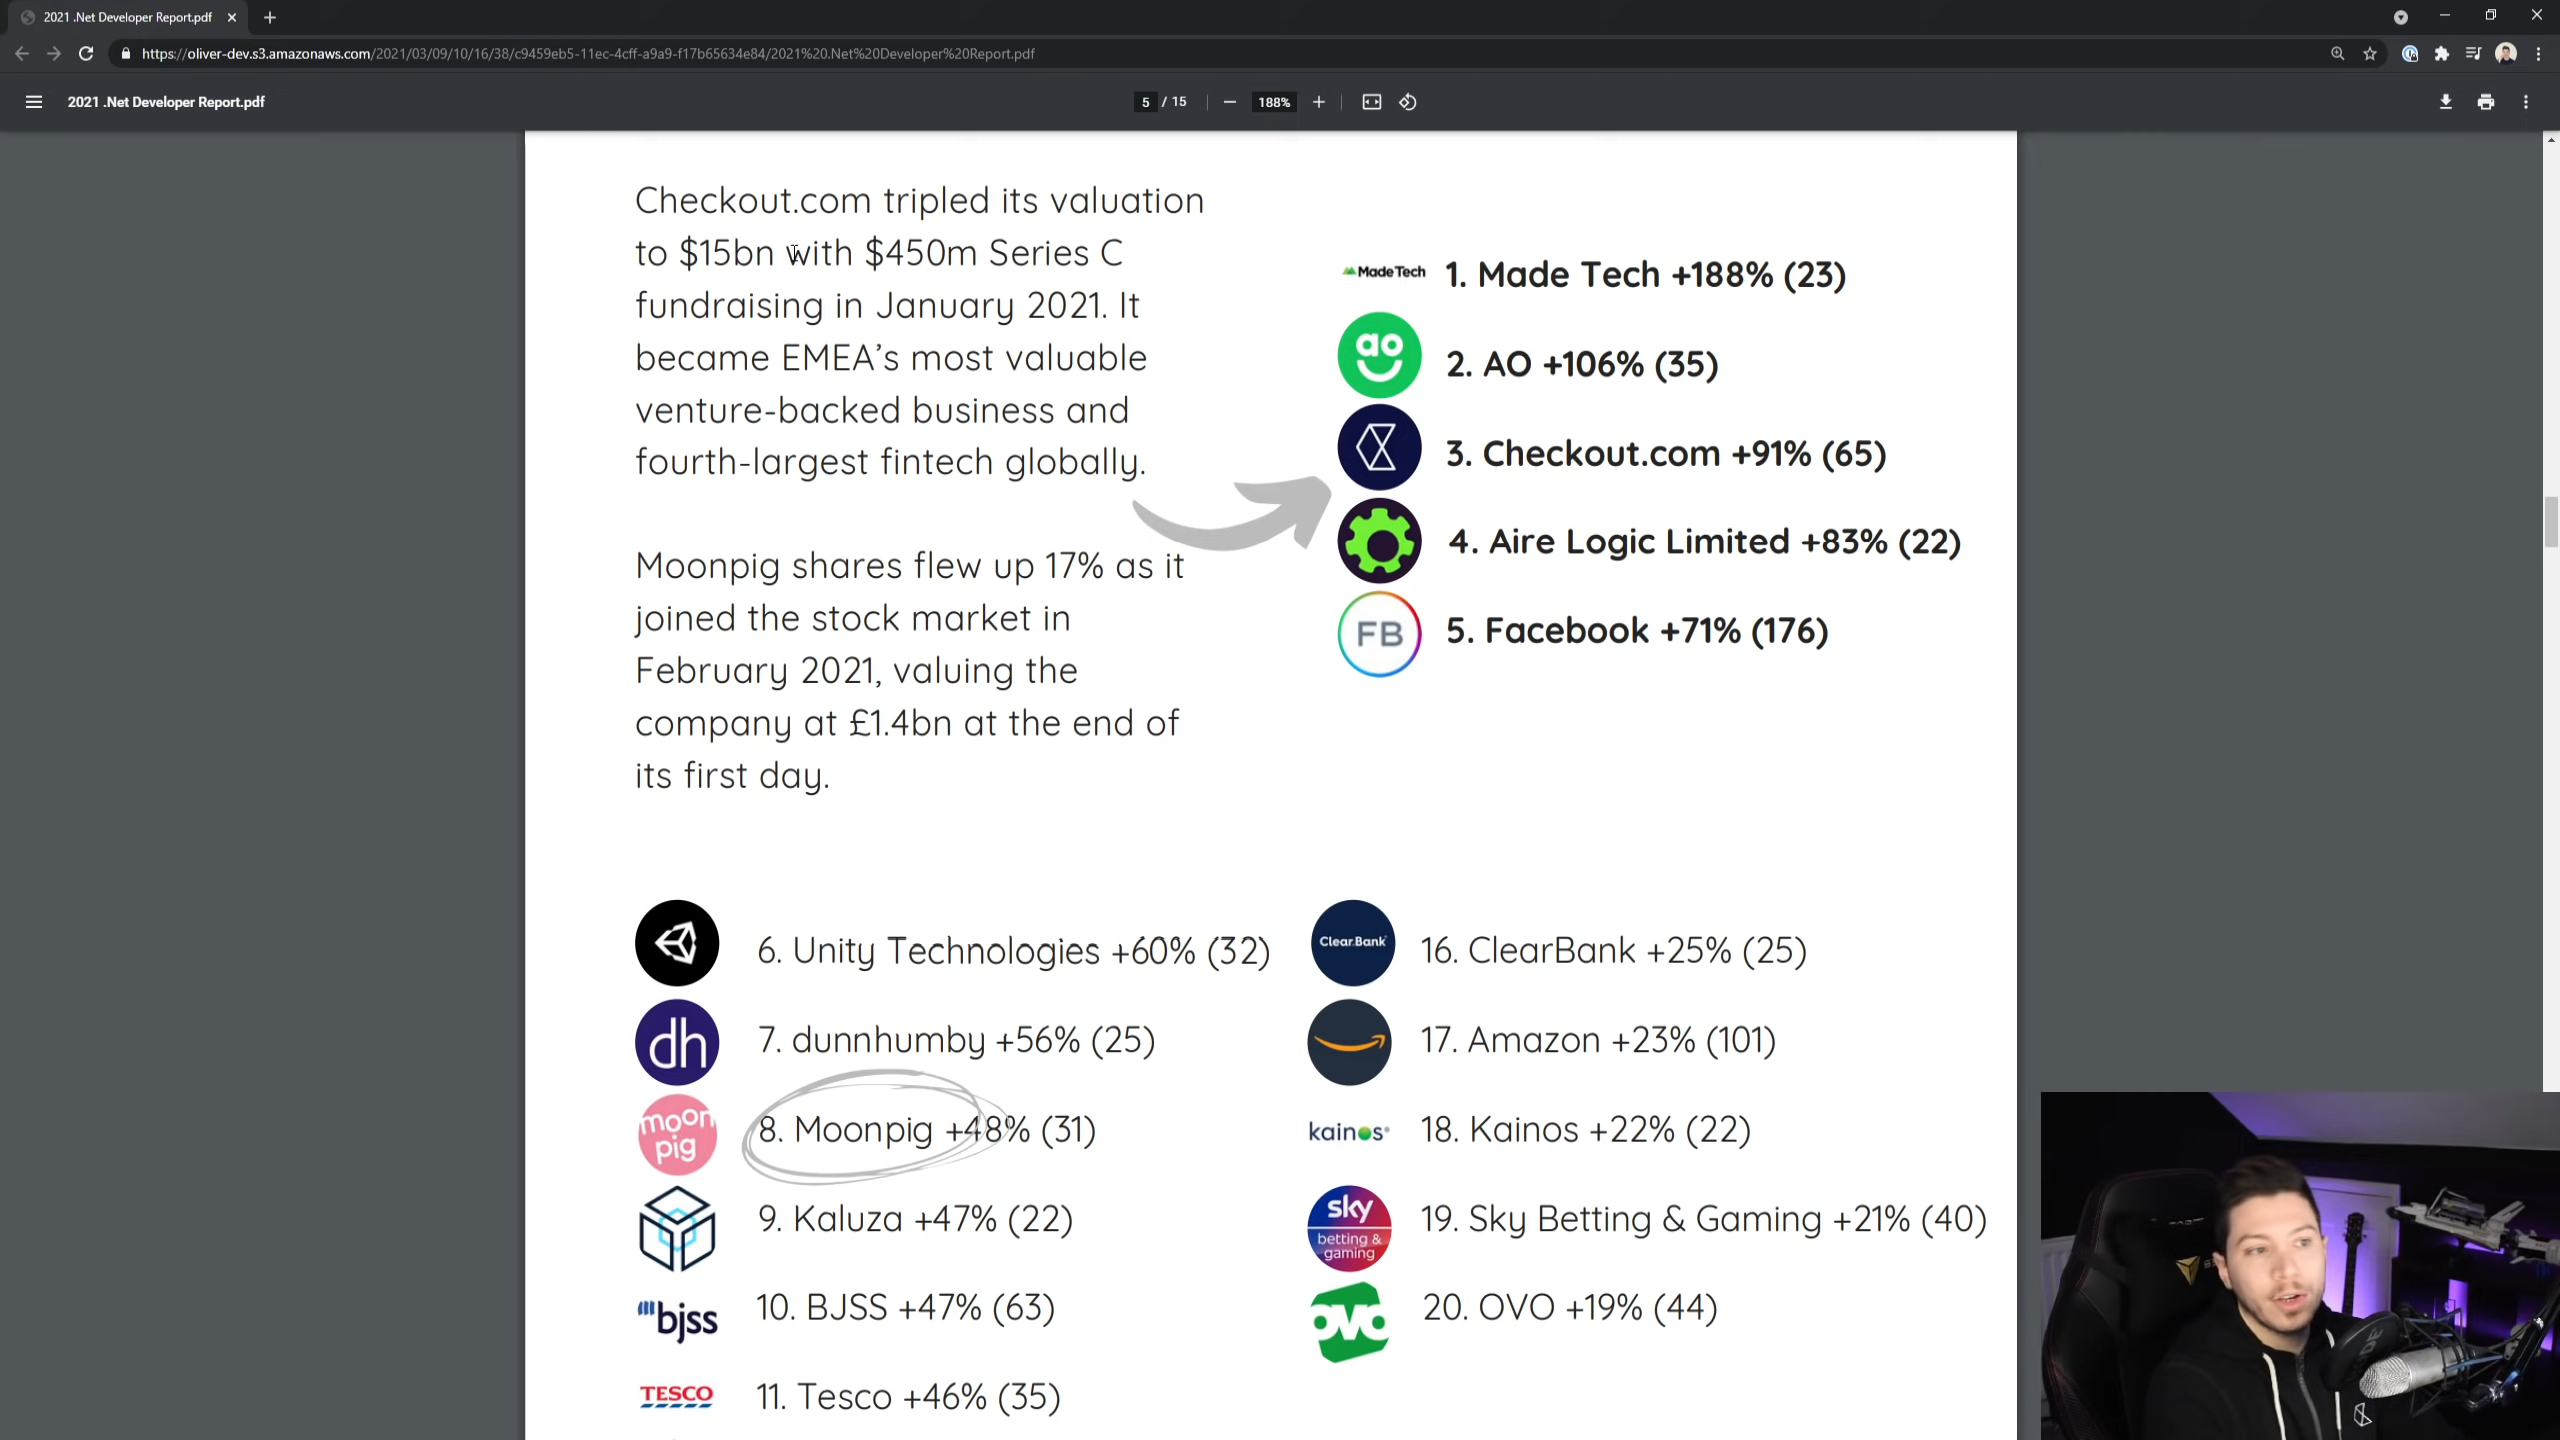 2021 .Net Developer Report.pdf
https://oliver-dev.s3.amazonaws.com/2021/03/09/10/16/38/c9459eb5-11ec-4cff-a9a9-f17b65634e84/2021%20.Net%20Developer%20Report.pdf
2021 .Net Developer Report.pdf
5 / 15
188%
Checkout.com tripled its valuation
to $15bn with $450m Series C
fundraising in January 2021. It
became EMEA’s most valuable
venture-backed business and
fourth-largest fintech globally.
Moonpig shares flew up 17% as it
joined the stock market in
February 2021, valuing the
company at £1.4bn at the end of
its first day.
Made Tech 1. Made Tech +188% (23)
ao 2. AO +106% (35)
3. Checkout.com +91% (65)
4. Aire Logic Limited +83% (22)
FB 5. Facebook +71% (176)
6. Unity Technologies +60% (32)
dh 7. dunnhumby +56% (25)
moon
pig
8. Moonpig +48% (31)
9. Kaluza +47% (22)
bjss 10. BJSS +47% (63)
TESCO 11. Tesco +46% (35)
Clear.Bank 16. ClearBank +25% (25)
17. Amazon +23% (101)
kainos 18. Kainos +22% (22)
sky
betting &
gaming
19. Sky Betting & Gaming +21% (40)
ovo 20. OVO +19% (44)